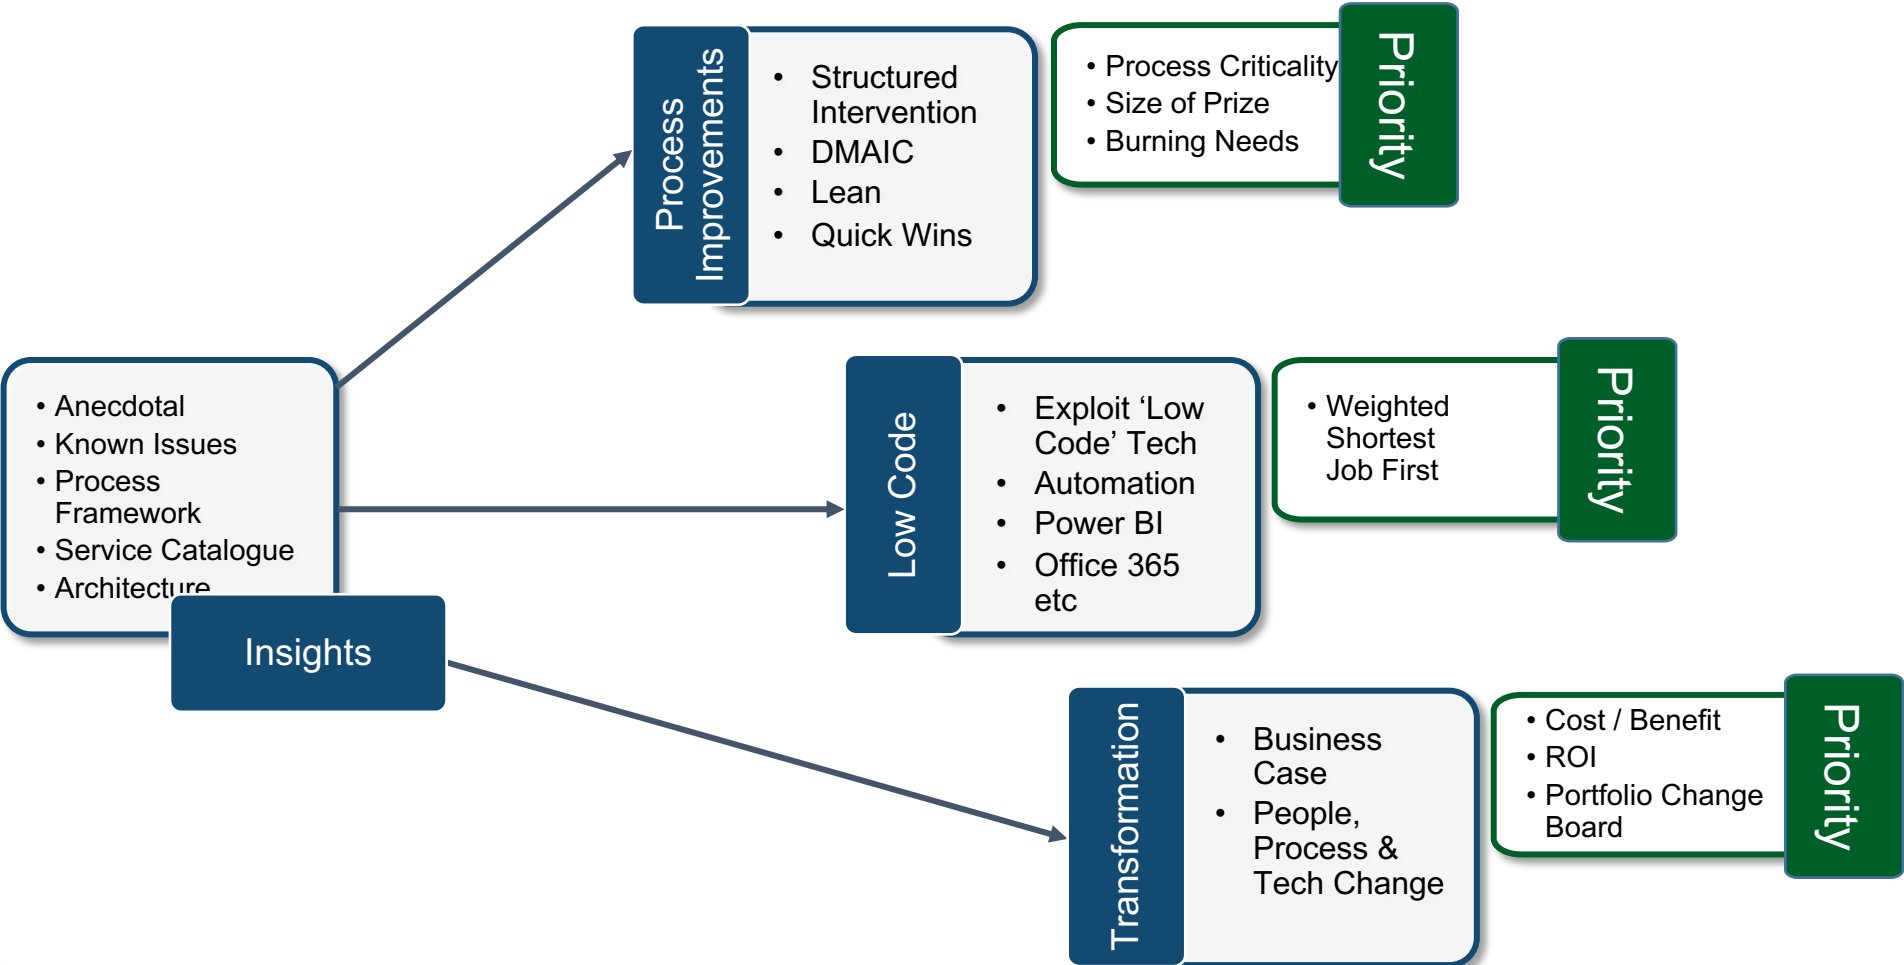 Process
Improvements
• Structured
Intervention
• DMAIC
• Lean
• Quick Wins
• Process Criticality
• Size of Prize
• Burning Needs
Priority
• Anecdotal
• Known Issues
• Process
Framework
• Service Catalogue
• Architecture
Insights
Low Code
• Exploit ‘Low
Code’ Tech
• Automation
• Power BI
• Office 365
etc
• Weighted
Shortest
Job First
Priority
Transformation
• Business
Case
• People,
Process &
Tech Change
• Cost / Benefit
• ROI
• Portfolio Change
Board
Priority